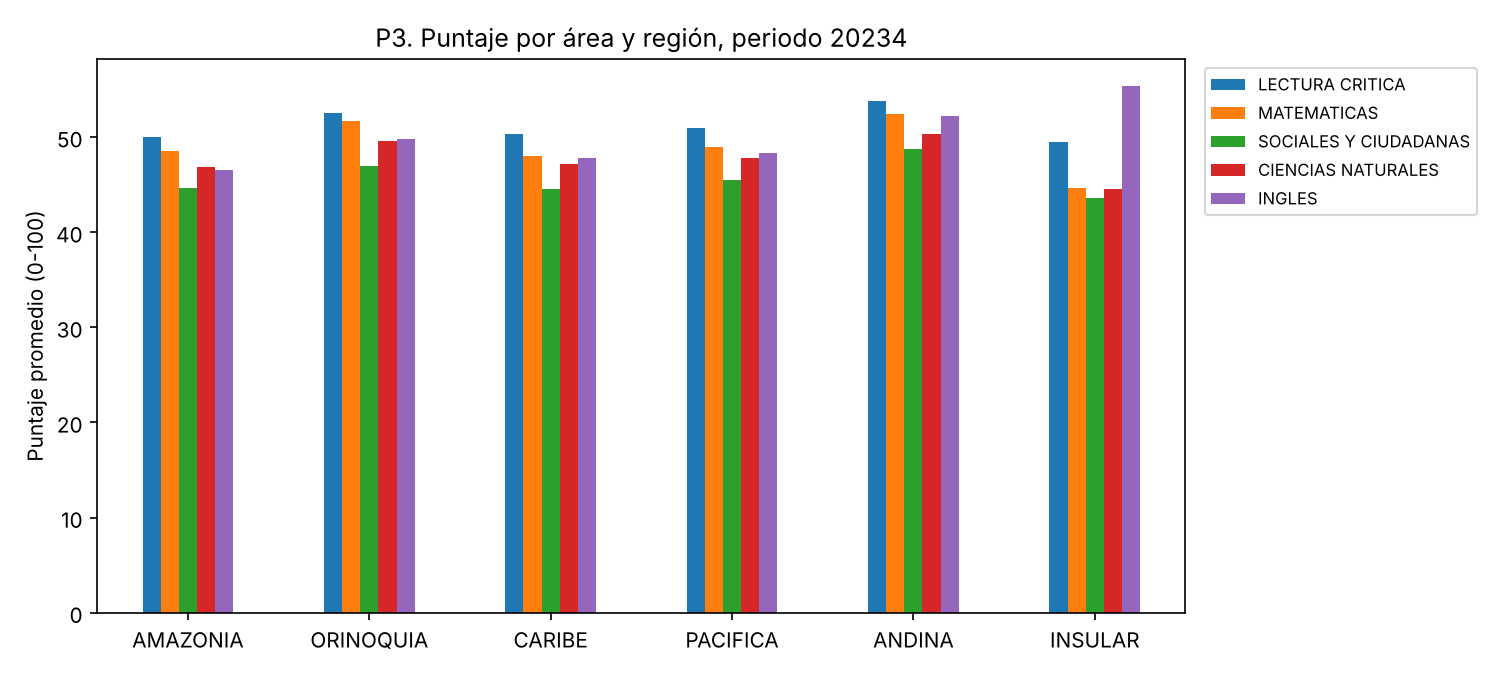 P3. Puntaje por área y región, periodo 20234
LECTURA CRITICA
MATEMATICAS
SOCIALES Y CIUDADANAS
CIENCIAS NATURALES
INGLES
Puntaje promedio (0-100)
50
40
30
20
10
0
AMAZONIA ORINOQUIA CARIBE PACIFICA ANDINA INSULAR